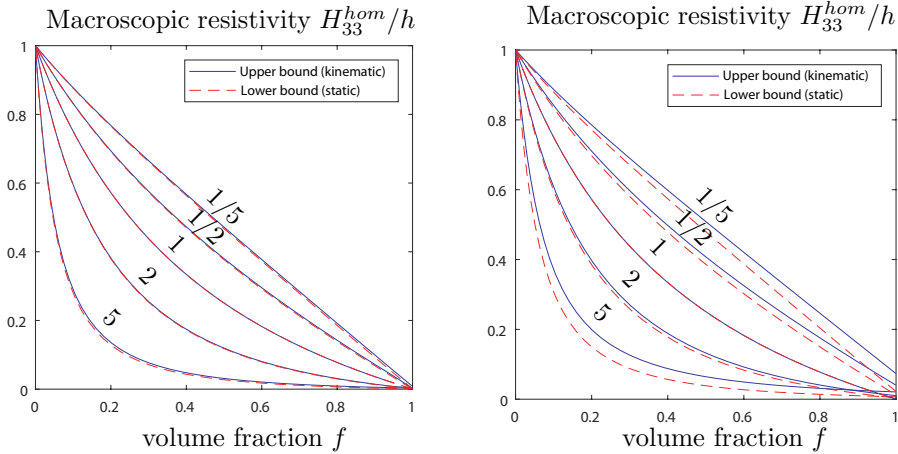 Macroscopic resistivity H_{33}^{hom}/h
1
0.8
0.6
0.4
0.2
0
0 0.2 0.4 0.6 0.8 1
Upper bound (kinematic)
Lower bound (static)
1/5
1/2
1
2
5
volume fraction f
Macroscopic resistivity H_{33}^{hom}/h
1
0.8
0.6
0.4
0.2
0
0 0.2 0.4 0.6 0.8 1
Upper bound (kinematic)
Lower bound (static)
1/5
1/2
1
2
5
volume fraction f